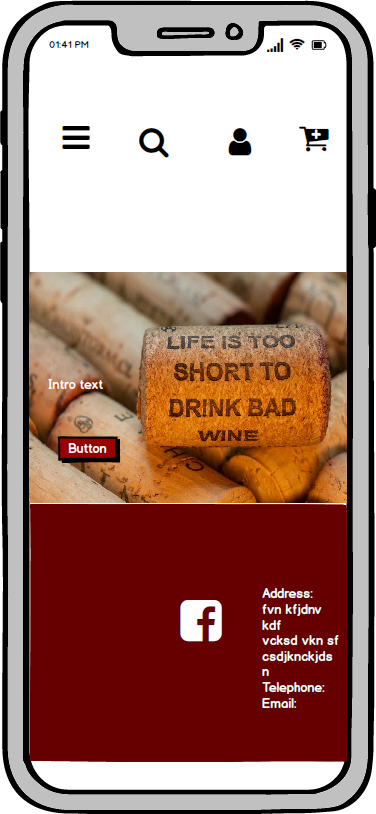 01:41 PM
LIFE IS TOO
SHORT TO
DRINK BAD
WINE
Intro text
Button
Address:
fvn kfjdnv
kdf
vcksd vkn sf
csdjknckjds
n
Telephone:
Email: